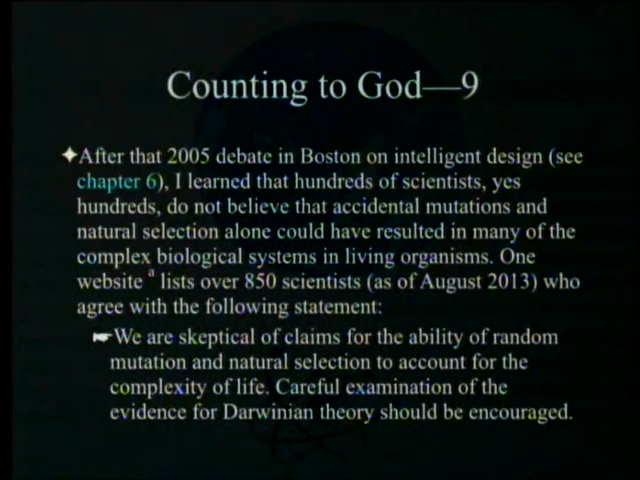 Counting to God—9
✦After that 2005 debate in Boston on intelligent design (see
chapter 6), I learned that hundreds of scientists, yes
hundreds, do not believe that accidental mutations and
natural selection alone could have resulted in many of the
complex biological systems in living organisms. One
website a lists over 850 scientists (as of August 2013) who
agree with the following statement:
☛We are skeptical of claims for the ability of random
mutation and natural selection to account for the
complexity of life. Careful examination of the
evidence for Darwinian theory should be encouraged.